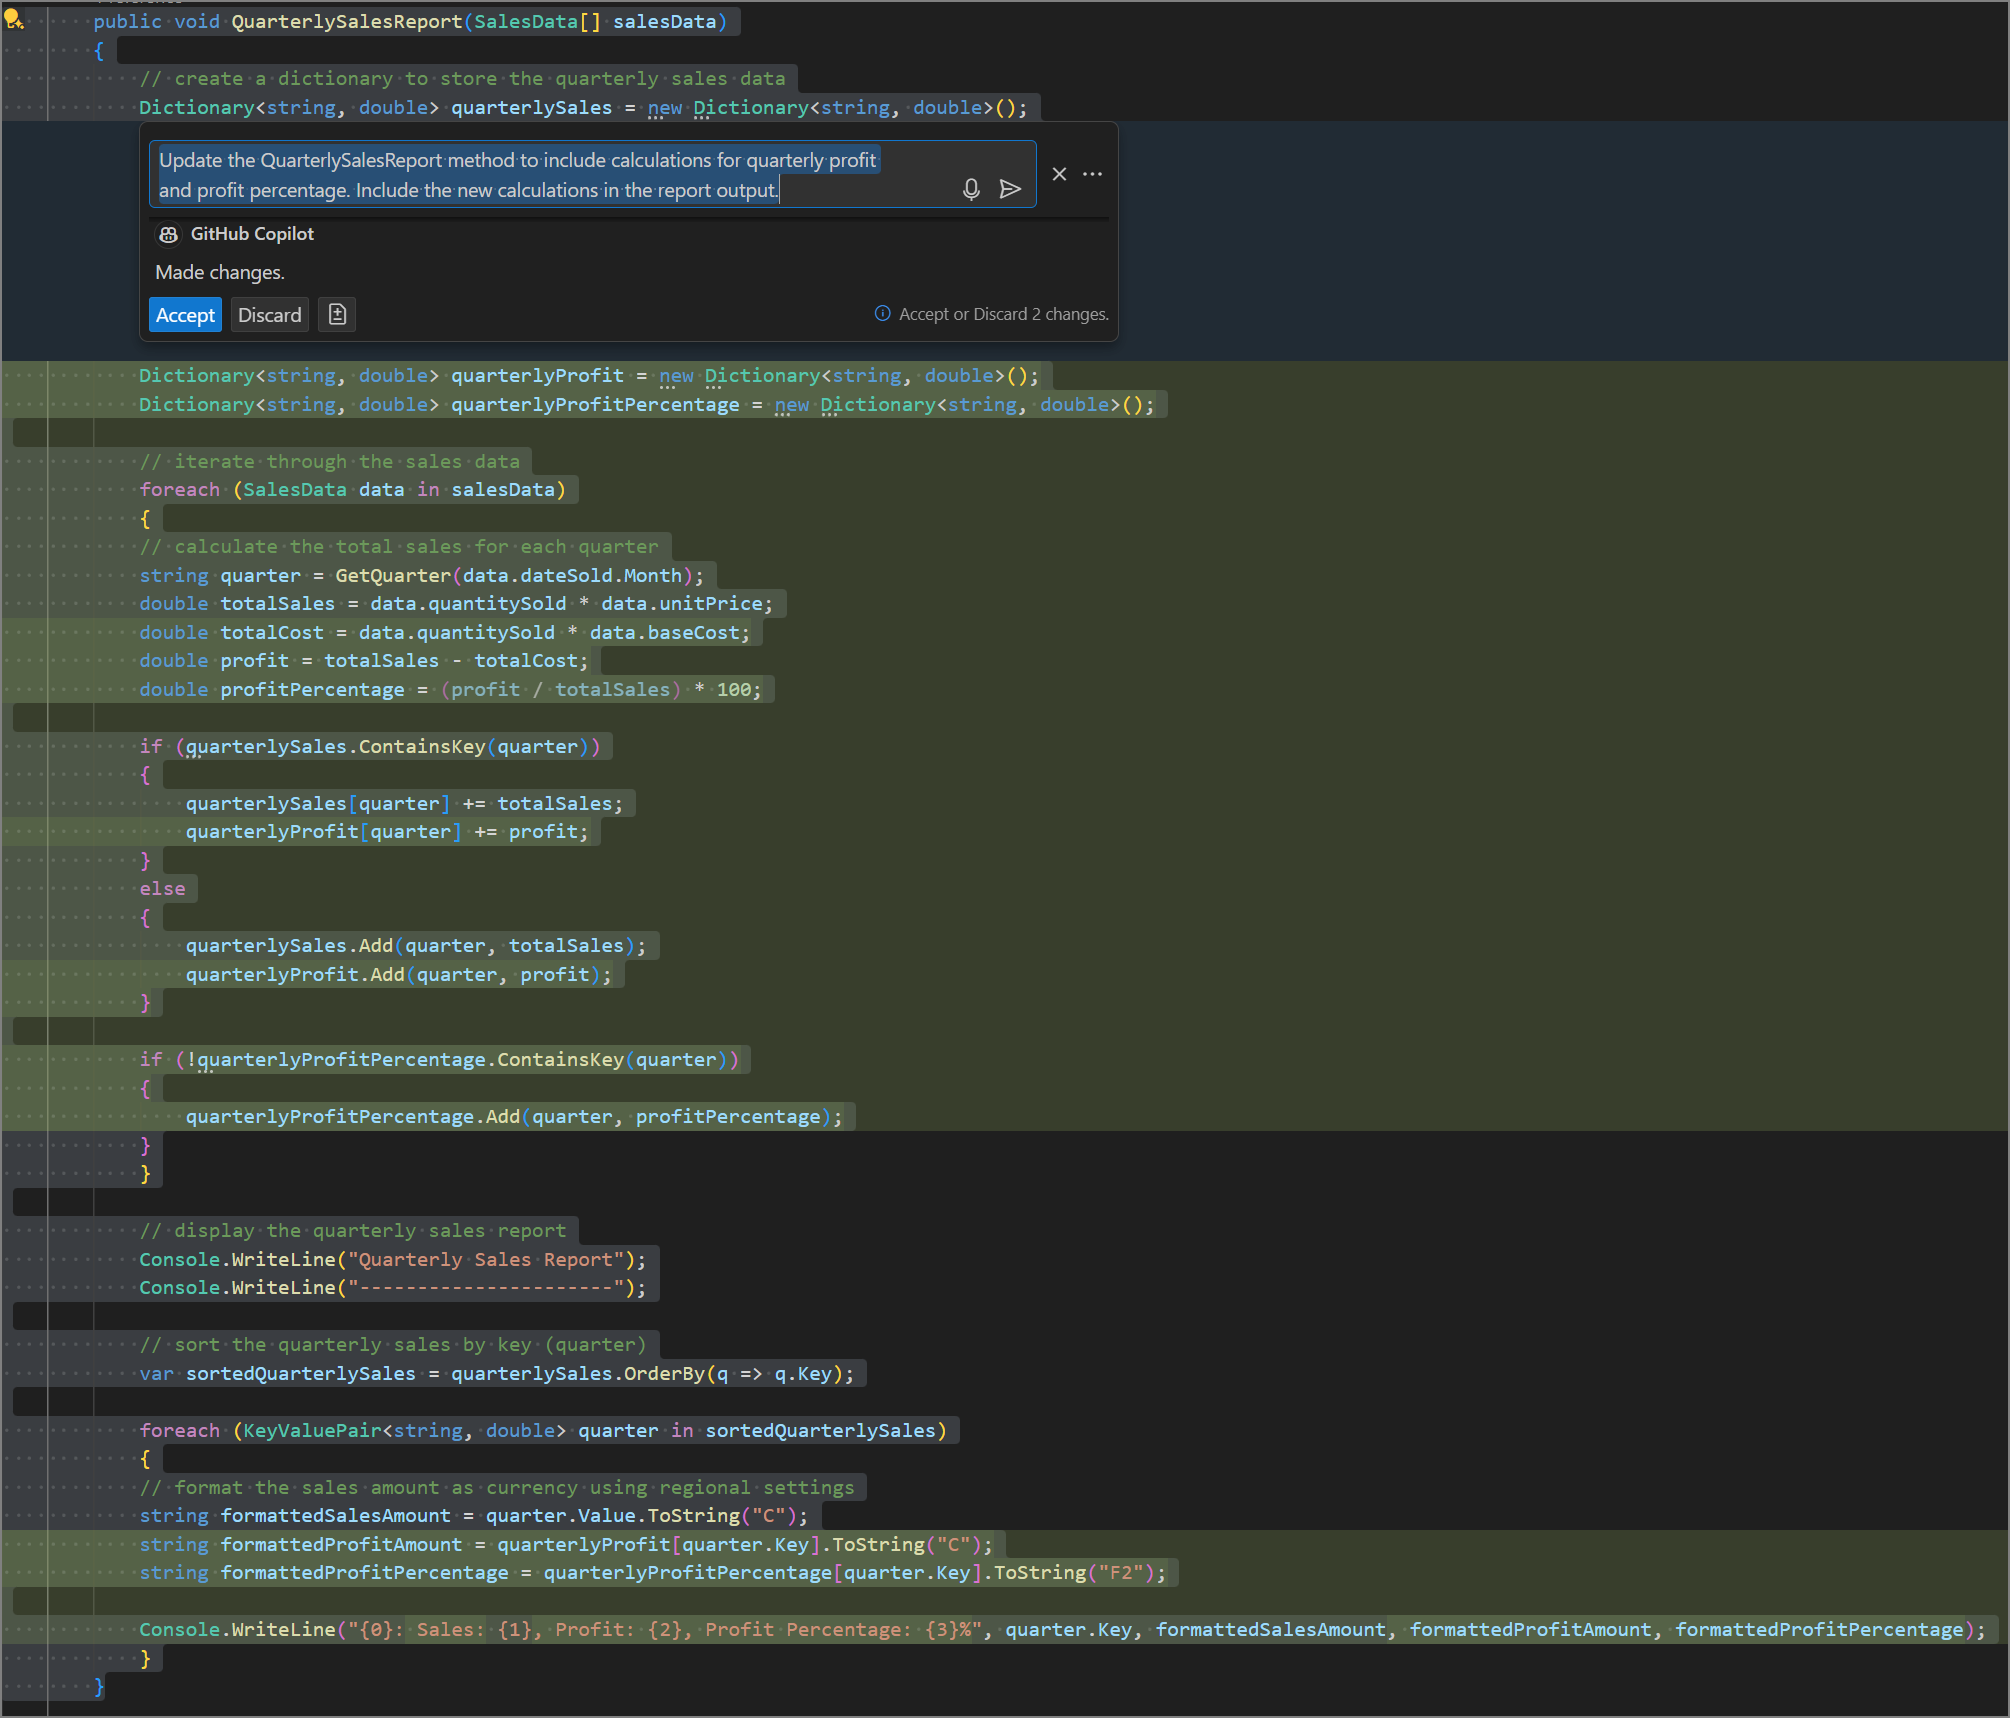 public void QuarterlySalesReport(SalesData[] salesData)
{
// create a dictionary to store the quarterly sales data
Dictionary<string, double> quarterlySales = new Dictionary<string, double>();
Update the QuarterlySalesReport method to include calculations for quarterly profit
and profit percentage. Include the new calculations in the report output.
GitHub Copilot
Made changes.
Accept Discard Accept or Discard 2 changes.
Dictionary<string, double> quarterlyProfit = new Dictionary<string, double>();
Dictionary<string, double> quarterlyProfitPercentage = new Dictionary<string, double>();
// iterate through the sales data
foreach (SalesData data in salesData)
{
// calculate the total sales for each quarter
string quarter = GetQuarter(data.dateSold.Month);
double totalSales = data.quantitySold * data.unitPrice;
double totalCost = data.quantitySold * data.baseCost;
double profit = totalSales - totalCost;
double profitPercentage = (profit / totalSales) * 100;
if (quarterlySales.ContainsKey(quarter))
{
quarterlySales[quarter] += totalSales;
quarterlyProfit[quarter] += profit;
}
else
{
quarterlySales.Add(quarter, totalSales);
quarterlyProfit.Add(quarter, profit);
}
if (!quarterlyProfitPercentage.ContainsKey(quarter))
{
quarterlyProfitPercentage.Add(quarter, profitPercentage);
}
}
// display the quarterly sales report
Console.WriteLine("Quarterly Sales Report");
Console.WriteLine("----------------------");
// sort the quarterly sales by key (quarter)
var sortedQuarterlySales = quarterlySales.OrderBy(q => q.Key);
foreach (KeyValuePair<string, double> quarter in sortedQuarterlySales)
{
// format the sales amount as currency using regional settings
string formattedSalesAmount = quarter.Value.ToString("C");
string formattedProfitAmount = quarterlyProfit[quarter.Key].ToString("C");
string formattedProfitPercentage = quarterlyProfitPercentage[quarter.Key].ToString("F2");
Console.WriteLine("{0}: Sales: {1}, Profit: {2}, Profit Percentage: {3}%", quarter.Key, formattedSalesAmount, formattedProfitAmount, formattedProfitPercentage);
}
}